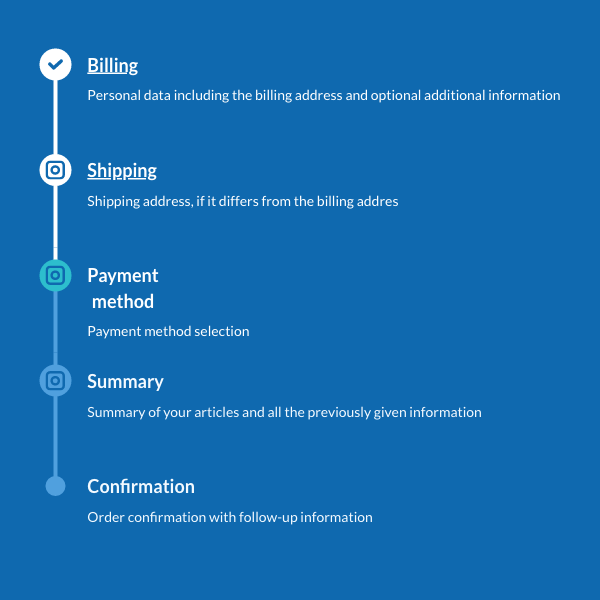 Billing
Personal data including the billing address and optional additional information
Shipping
Shipping address, if it differs from the billing addres
Payment
method
Payment method selection
Summary
Summary of your articles and all the previously given information
Confirmation
Order confirmation with follow-up information